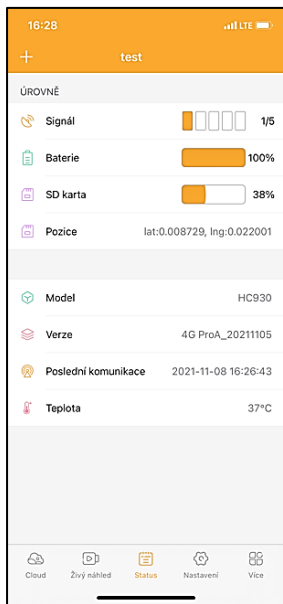 16:28 LTE
+ test
ÚROVNĚ
Signál 1/5
Baterie 100%
SD karta 38%
Pozice lat:0.008729, lng:0.022001
Model HC930
Verze 4G ProA_20211105
Poslední komunikace 2021-11-08 16:26:43
Teplota 37°C
Cloud Živý náhled Status Nastavení Více